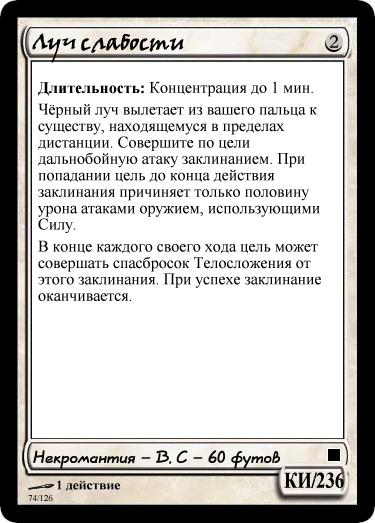 Луч слабости 2
Длительность: Концентрация до 1 мин.
Чёрный луч вылетает из вашего пальца к
существу, находящемуся в пределах
дистанции. Совершите по цели
дальнобойную атаку заклинанием. При
попадании цель до конца действия
заклинания причиняет только половину
урона атаками оружием, использующими
Силу.
В конце каждого своего хода цель может
совершать спасбросок Телосложения от
этого заклинания. При успехе заклинание
оканчивается.
Некромантия – В, С – 60 футов
1 действие
КИ/236
74/126